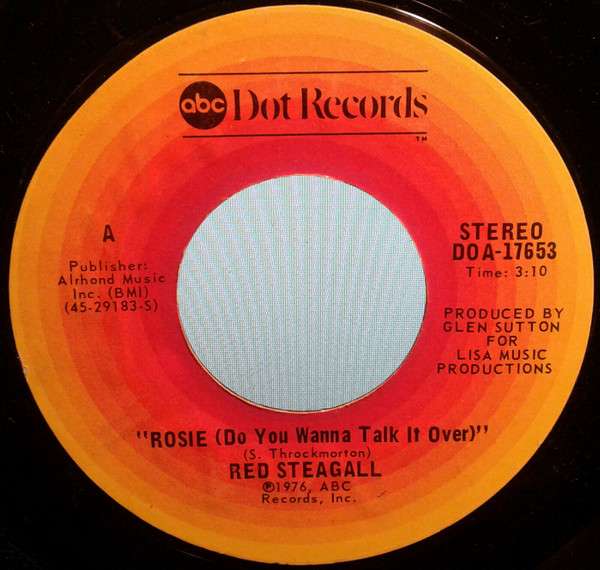 abc Dot Records
TM
A
Publisher:
Alrhond Music
Inc. (BMI)
(45-29183-S)
STEREO
DOA-17653
Time: 3:10
PRODUCED BY
GLEN SUTTON
FOR
LISA MUSIC
PRODUCTIONS
"ROSIE (Do You Wanna Talk It Over)"
(S. Throckmorton)
RED STEAGALL
℗1976, ABC
Records, Inc.